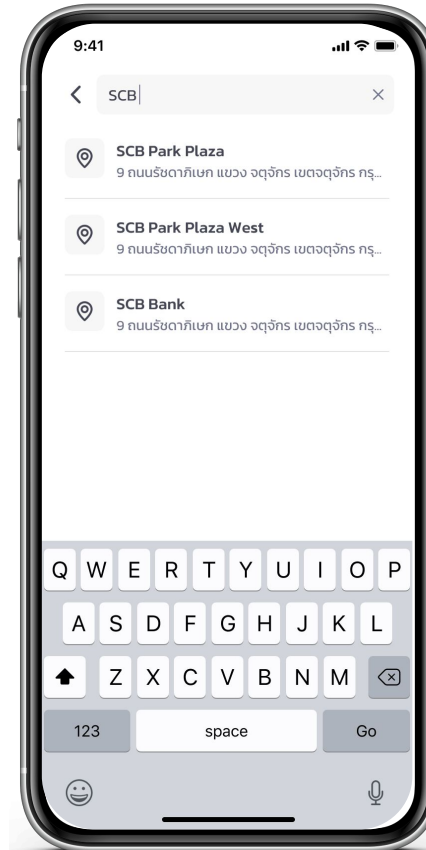 9:41
SCB
SCB Park Plaza
9 ถนนรัชดาภิเษก แขวง จตุจักร เขตจตุจักร กรุ...
SCB Park Plaza West
9 ถนนรัชดาภิเษก แขวง จตุจักร เขตจตุจักร กรุ...
SCB Bank
9 ถนนรัชดาภิเษก แขวง จตุจักร เขตจตุจักร กรุ...
Q W E R T Y U I O P
A S D F G H J K L
Z X C V B N M
123 space Go